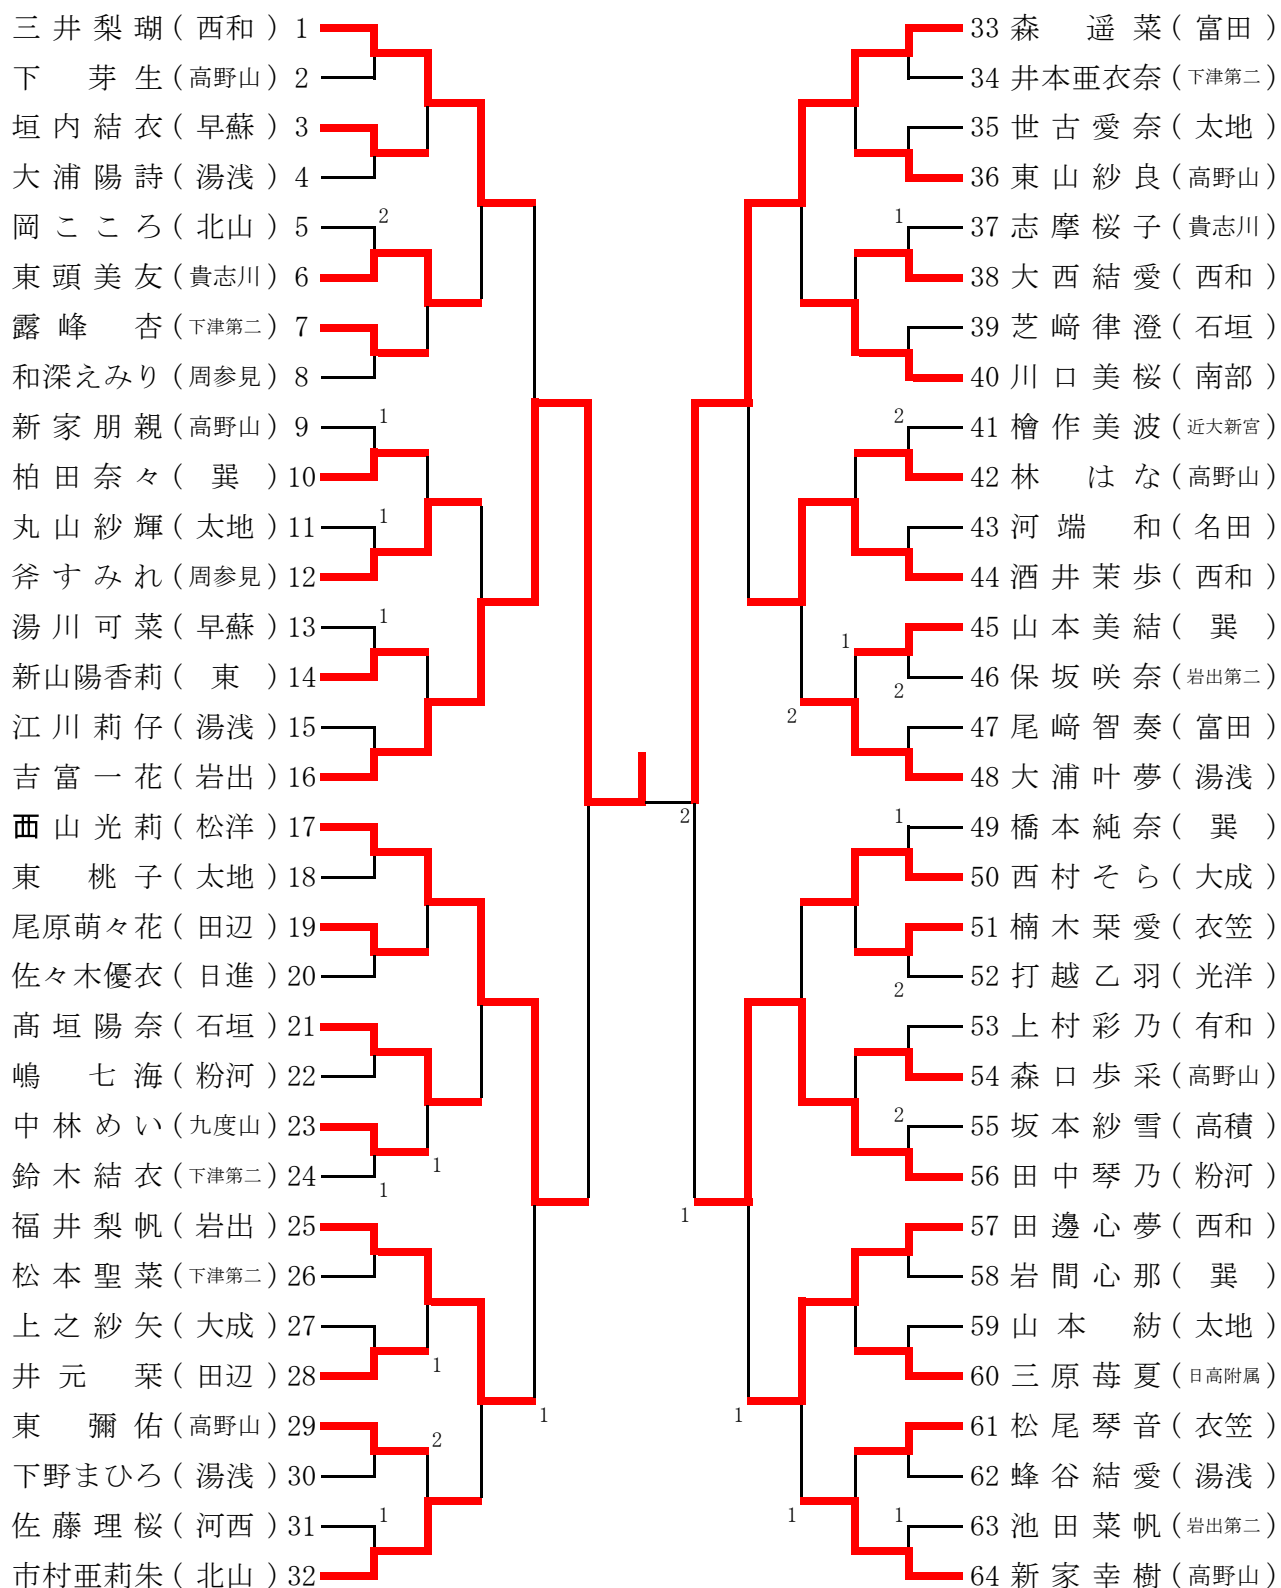 三井梨瑚(西和)1
下 芽生(高野山)2
垣内結衣(早蘇)3
大浦陽詩(湯浅)4
岡こころ(北山)5
2
東頭美友(貴志川)6
露峰 杏(下津第二)7
和深えみり(周参見)8
新家朋親(高野山)9
1
柏田奈々(巽)10
丸山紗輝(太地)11
1
斧すみれ(周参見)12
湯川可菜(早蘇)13
1
新山陽香莉(東)14
江川莉仔(湯浅)15
吉富一花(岩出)16
西山光莉(松洋)17
東 桃子(太地)18
尾原萌々花(田辺)19
佐々木優衣(日進)20
髙垣陽奈(石垣)21
嶋 七海(粉河)22
中林めい(九度山)23
1
鈴木結衣(下津第二)24
1
福井梨帆(岩出)25
松本聖菜(下津第二)26
上之紗矢(大成)27
1
井元 栞(田辺)28
1
東 彌佑(高野山)29
2
下野まひろ(湯浅)30
佐藤理桜(河西)31
1
市村亜莉朱(北山)32
2
33 森 遥菜(富田)
34 井本亜衣奈(下津第二)
35 世古愛奈(太地)
36 東山紗良(高野山)
1
37 志摩桜子(貴志川)
38 大西結愛(西和)
39 芝﨑律澄(石垣)
40 川口美桜(南部)
2
41 檜作美波(近大新宮)
42 林 はな(高野山)
43 河端 和(名田)
44 酒井茉歩(西和)
1
45 山本美結(巽)
2
46 保坂咲奈(岩出第二)
2
47 尾﨑智奏(富田)
48 大浦叶夢(湯浅)
1
49 橋本純奈(巽)
50 西村そら(大成)
51 楠木栞愛(衣笠)
2
52 打越乙羽(光洋)
53 上村彩乃(有和)
54 森口歩采(高野山)
2
55 坂本紗雪(高積)
56 田中琴乃(粉河)
1
57 田邊心夢(西和)
58 岩間心那(巽)
59 山本 紡(太地)
60 三原苺夏(日高附属)
1
61 松尾琴音(衣笠)
62 蜂谷結愛(湯浅)
1
1
63 池田菜帆(岩出第二)
64 新家幸樹(高野山)